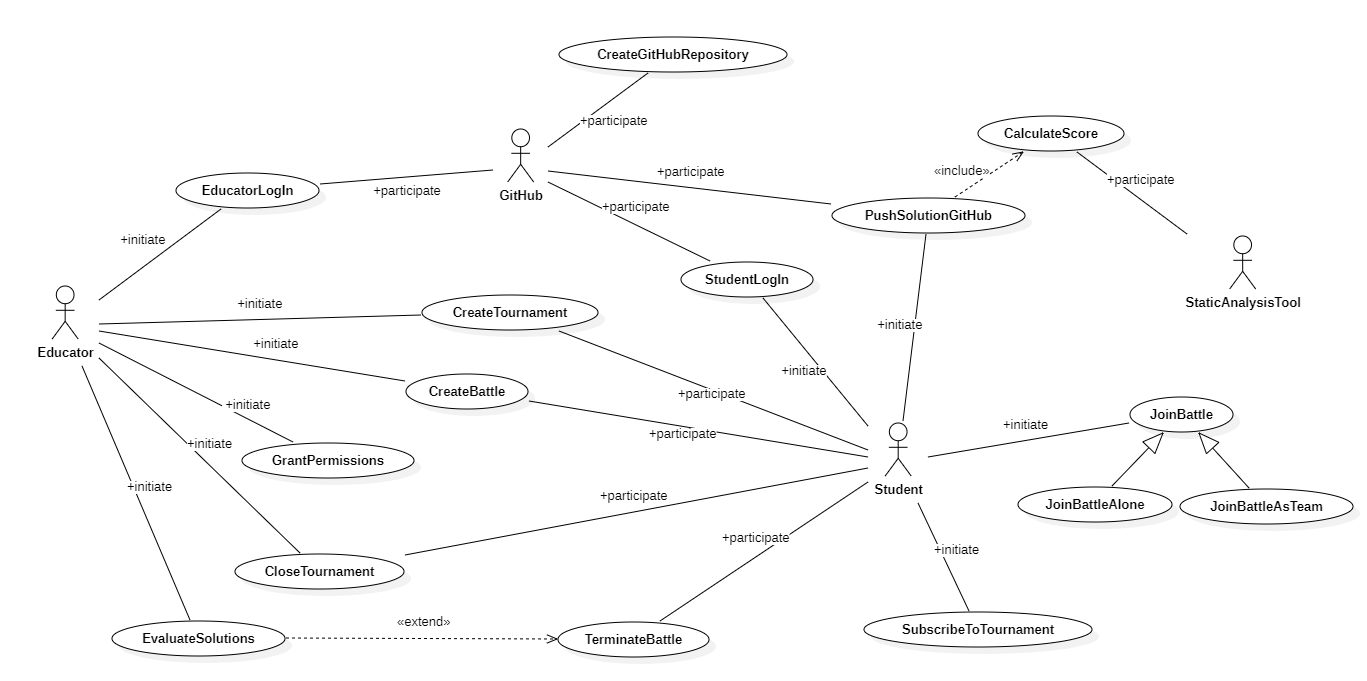 CreateGitHubRepository
+participate
CalculateScore
«include»
+participate
+participate
+participate
GitHub
EducatorLogIn
+participate
PushSolutionGitHub
+initiate
StudentLogIn
StaticAnalysisTool
+initiate
CreateTournament
+initiate
+initiate
Educator
+initiate
+participate
CreateBattle
+initiate
+participate
JoinBattle
+initiate
+initiate
GrantPermissions
Student
+initiate
+participate
JoinBattleAlone
JoinBattleAsTeam
+participate
+initiate
CloseTournament
«extend»
EvaluateSolutions
TerminateBattle
SubscribeToTournament